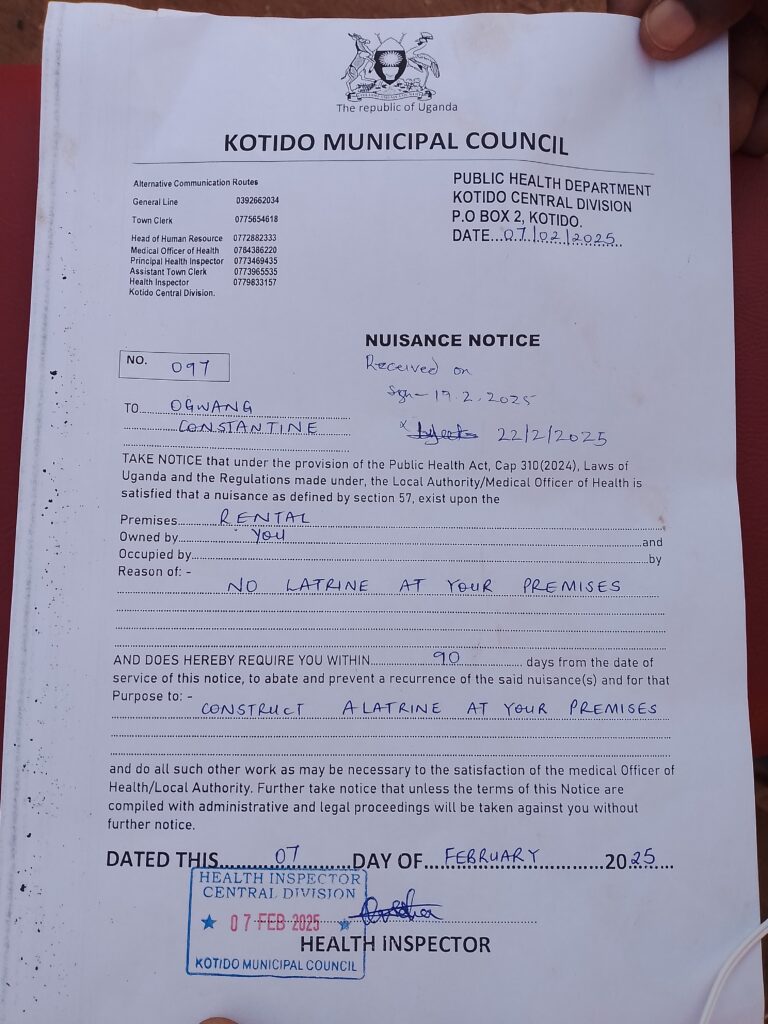 The republic of Uganda
KOTIDO MUNICIPAL COUNCIL
Alternative Communication Routes
General Line 0392662034
Town Clerk 0775654618
Head of Human Resource 0772882333
Medical Officer of Health 0784386220
Principal Health Inspector 0773469435
Assistant Town Clerk 0773965535
Health Inspector 0779833157
Kotido Central Division.
PUBLIC HEALTH DEPARTMENT
KOTIDO CENTRAL DIVISION
P.O BOX 2, KOTIDO.
DATE...07/02/2025
NUISANCE NOTICE
NO. 097
Received on
19.2.2025
22/2/2025
TO OGWANG
CONSTANTINE
TAKE NOTICE that under the provision of the Public Health Act, Cap 310(2024), Laws of
Uganda and the Regulations made under, the Local Authority/Medical Officer of Health is
satisfied that a nuisance as defined by section 57, exist upon the
Premises RENTAL
Owned by YOU and
Occupied by by
Reason of: -
NO LATRINE AT YOUR PREMISES
AND DOES HEREBY REQUIRE YOU WITHIN 90 days from the date of
service of this notice, to abate and prevent a recurrence of the said nuisance(s) and for that
Purpose to: -
CONSTRUCT A LATRINE AT YOUR PREMISES
and do all such other work as may be necessary to the satisfaction of the medical Officer of
Health/Local Authority. Further take notice that unless the terms of this Notice are
compiled with administrative and legal proceedings will be taken against you without
further notice.
DATED THIS 07 DAY OF FEBRUARY 2025
HEALTH INSPECTOR
CENTRAL DIVISION
★ 07 FEB 2025 ★
KOTIDO MUNICIPAL COUNCIL
HEALTH INSPECTOR